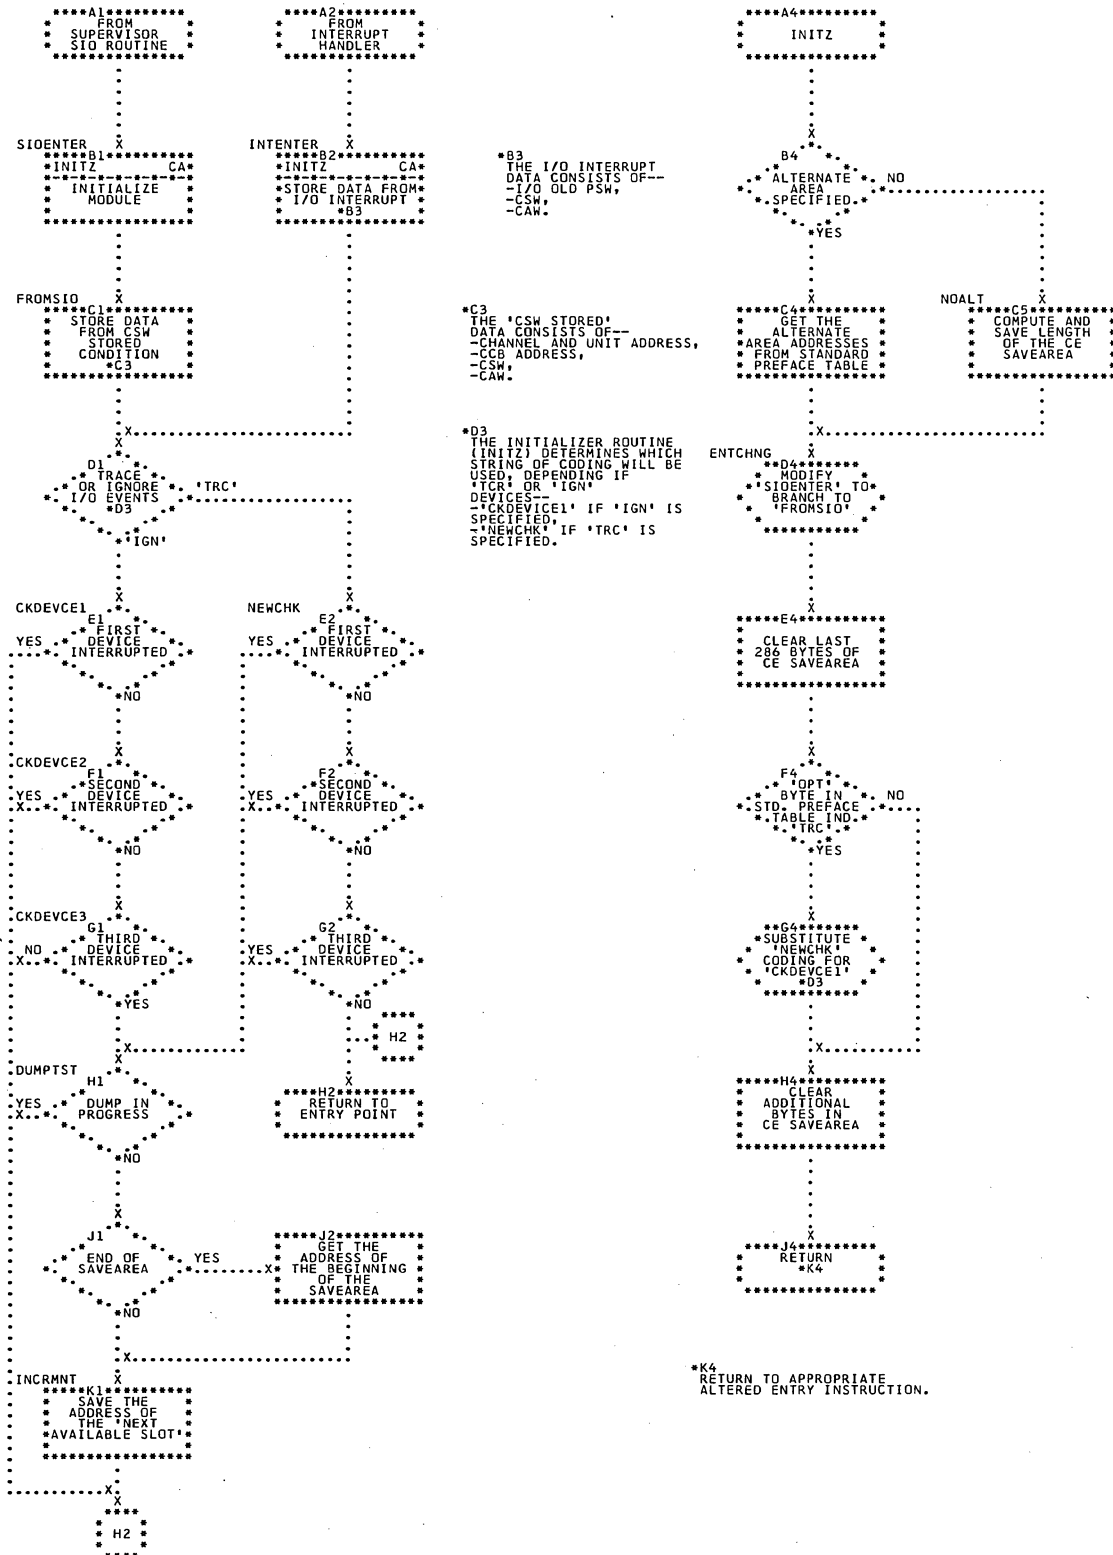 A1
FROM
SUPERVISOR
SIO ROUTINE
A2
FROM
INTERRUPT
HANDLER
A4
INITZ
SIOENTER
B1
INITZ CA
INITIALIZE
MODULE
INTENTER
B2
INITZ CA
STORE DATA FROM
I/O INTERRUPT
*B3
*B3
THE I/O INTERRUPT
DATA CONSISTS OF--
-I/O OLD PSW,
-CSW,
-CAW.
B4
ALTERNATE
AREA
SPECIFIED
NO
*YES
FROMSIO
C1
STORE DATA
FROM CSW
STORED
CONDITION
*C3
*C3
THE 'CSW STORED'
DATA CONSISTS OF--
-CHANNEL AND UNIT ADDRESS,
-CCB ADDRESS,
-CSW,
-CAW.
C4
GET THE
ALTERNATE
AREA ADDRESSES
FROM STANDARD
PREFACE TABLE
NOALT
C5
COMPUTE AND
SAVE LENGTH
OF THE CE
SAVEAREA
D1
TRACE
OR IGNORE
I/O EVENTS
*D3
'TRC'
*'IGN'
*D3
THE INITIALIZER ROUTINE
(INITZ) DETERMINES WHICH
STRING OF CODING WILL BE
USED, DEPENDING IF
'TCR' OR 'IGN'
DEVICES--
-'CKDEVICE1' IF 'IGN' IS
SPECIFIED,
-'NEWCHK' IF 'TRC' IS
SPECIFIED.
ENTCHNG
D4
MODIFY
'SIOENTER' TO
BRANCH TO
'FROMSIO'
CKDEVCE1
E1
FIRST
DEVICE
INTERRUPTED
YES
*NO
NEWCHK
E2
FIRST
DEVICE
INTERRUPTED
YES
*NO
E4
CLEAR LAST
286 BYTES OF
CE SAVEAREA
CKDEVCE2
F1
SECOND
DEVICE
INTERRUPTED
YES
*NO
F2
SECOND
DEVICE
INTERRUPTED
YES
*NO
F4
'OPT'
BYTE IN
STD. PREFACE
TABLE IND.
'TRC'
NO
*YES
CKDEVCE3
G1
THIRD
DEVICE
INTERRUPTED
NO
*YES
G2
THIRD
DEVICE
INTERRUPTED
YES
*NO
G4
SUBSTITUTE
'NEWCHK'
CODING FOR
'CKDEVCE1'
*D3
H2
DUMPTST
H1
DUMP IN
PROGRESS
YES
*NO
H2
RETURN TO
ENTRY POINT
H4
CLEAR
ADDITIONAL
BYTES IN
CE SAVEAREA
J1
END OF
SAVEAREA
YES
*NO
J2
GET THE
ADDRESS OF
THE BEGINNING
OF THE
SAVEAREA
J4
RETURN
*K4
INCRMNT
K1
SAVE THE
ADDRESS OF
THE 'NEXT
AVAILABLE SLOT'
*K4
RETURN TO APPROPRIATE
ALTERED ENTRY INSTRUCTION.
H2